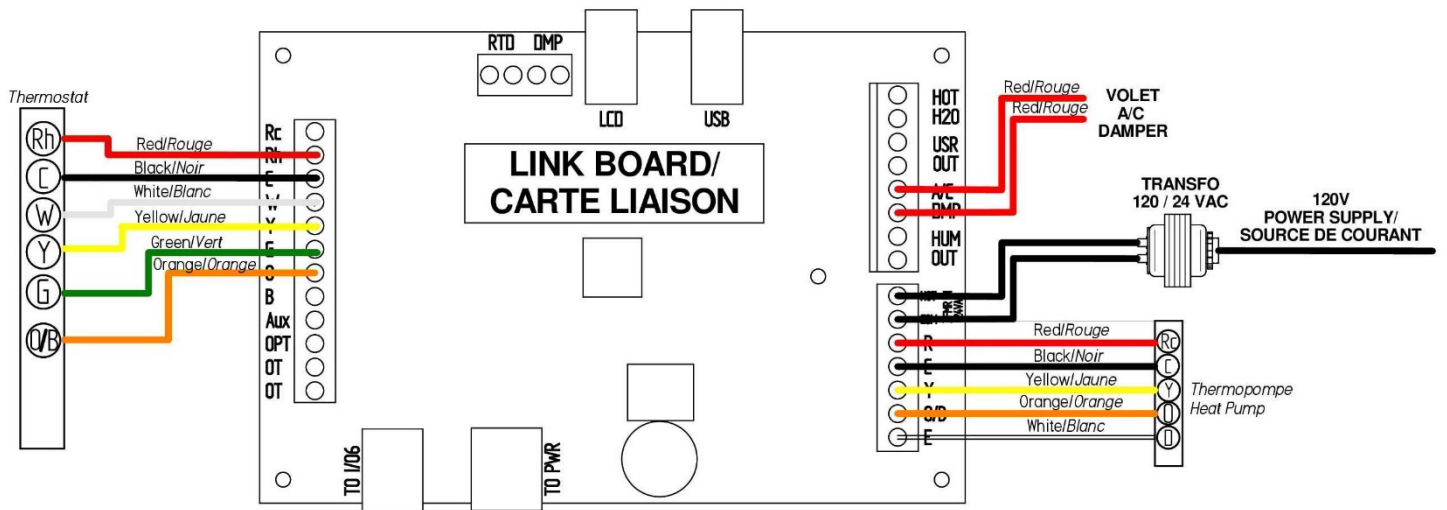 Thermostat
Rh
C
W
Y
G
O/B
Red/Rouge
Black/Noir
White/Blanc
Yellow/Jaune
Green/Vert
Orange/Orange
Rc
Rh
C
W
Y
G
O
B
Aux
OPT
OT
OT
RTD DMP
LCD
USB
LINK BOARD/
CARTE LIAISON
TO I/O6
TO PWR
HOT
H2O
USR
OUT
A/C
DMP
HUM
OUT
R
C
Y
O/B
E
Red/Rouge
Red/Rouge
VOLET
A/C
DAMPER
TRANSFO
120 / 24 VAC
120V
POWER SUPPLY/
SOURCE DE COURANT
Red/Rouge
Black/Noir
Yellow/Jaune
Orange/Orange
White/Blanc
Rc
C
Y
O
D
Thermopompe
Heat Pump